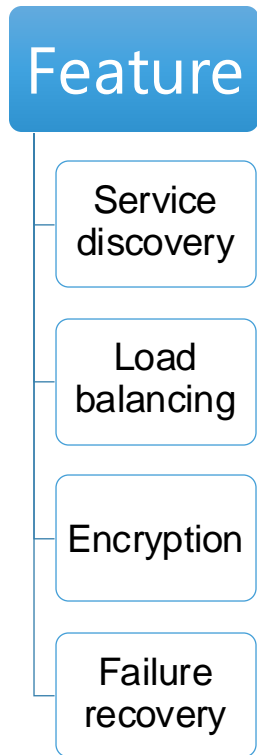 Feature
Service
discovery
Load
balancing
Encryption
Failure
recovery